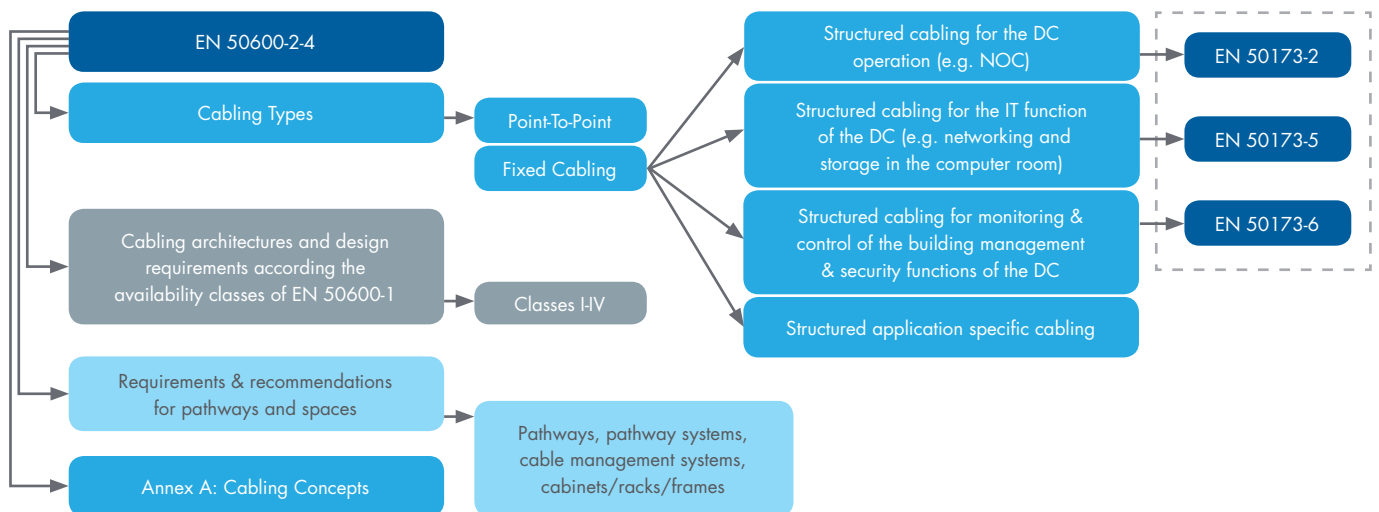 EN 50600-2-4
Cabling Types
Point-To-Point
Fixed Cabling
Structured cabling for the DC
operation (e.g. NOC)
EN 50173-2
Structured cabling for the IT function
of the DC (e.g. networking and
storage in the computer room)
EN 50173-5
Structured cabling for monitoring &
control of the building management
& security functions of the DC
EN 50173-6
Structured application specific cabling
Cabling architectures and design
requirements according the
availability classes of EN 50600-1
Classes I-IV
Requirements & recommendations
for pathways and spaces
Pathways, pathway systems,
cable management systems,
cabinets/racks/frames
Annex A: Cabling Concepts